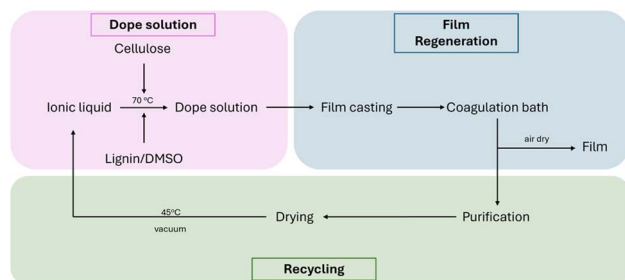 Dope solution
Film
Regeneration
Cellulose
70 °C
Ionic liquid
Dope solution
Film casting
Coagulation bath
Lignin/DMSO
air dry
Film
45°C
vacuum
Drying
Purification
Recycling